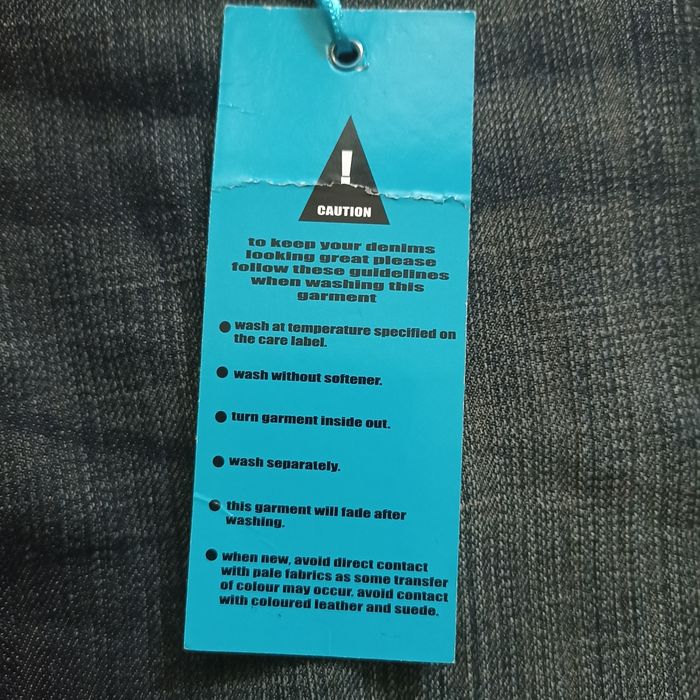 !
CAUTION
to keep your denims
looking great please
follow these guidelines
when washing this
garment
● wash at temperature specified on
the care label.
● wash without softener.
● turn garment inside out.
● wash separately.
● this garment will fade after
washing.
● when new, avoid direct contact
with pale fabrics as some transfer
of colour may occur. avoid contact
with coloured leather and suede.